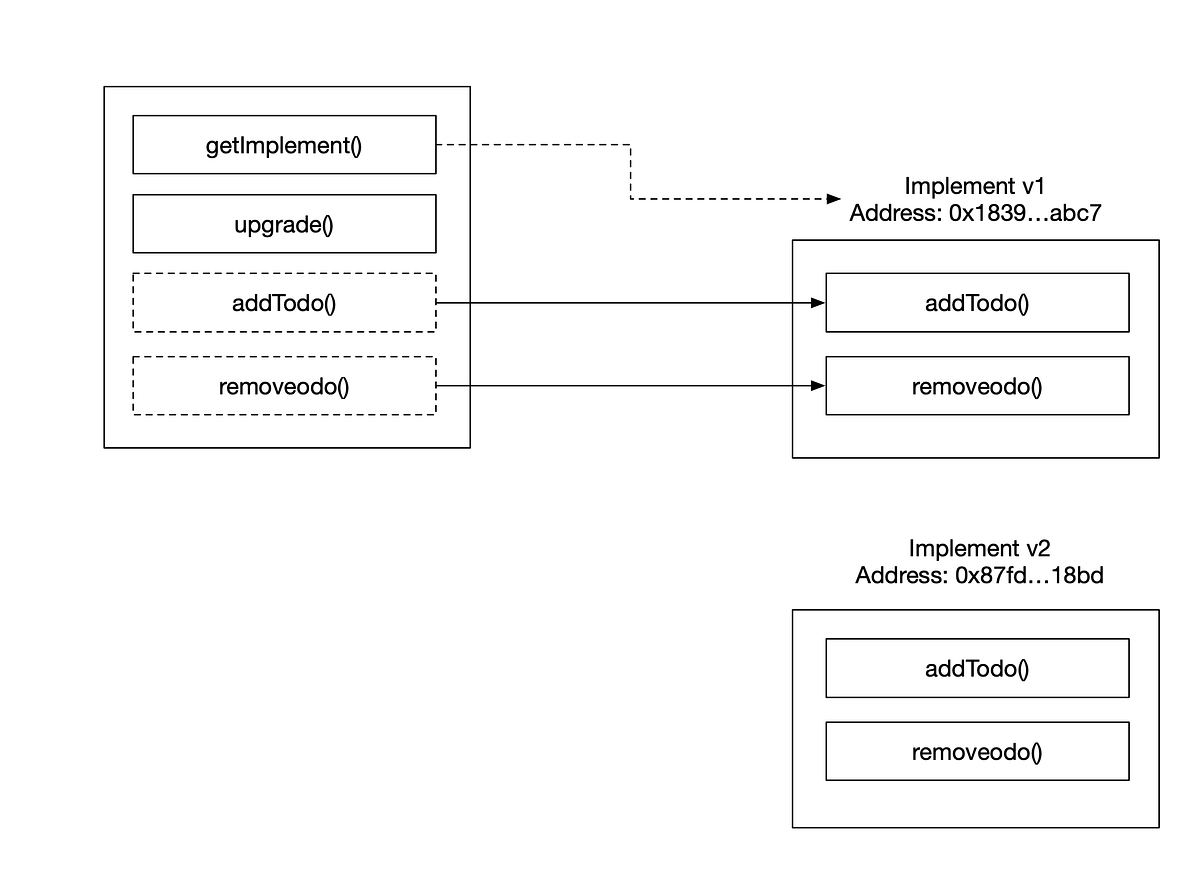 getImplement()
upgrade()
addTodo()
removeodo()
Implement v1
Address: 0x1839...abc7
addTodo()
removeodo()
Implement v2
Address: 0x87fd...18bd
addTodo()
removeodo()